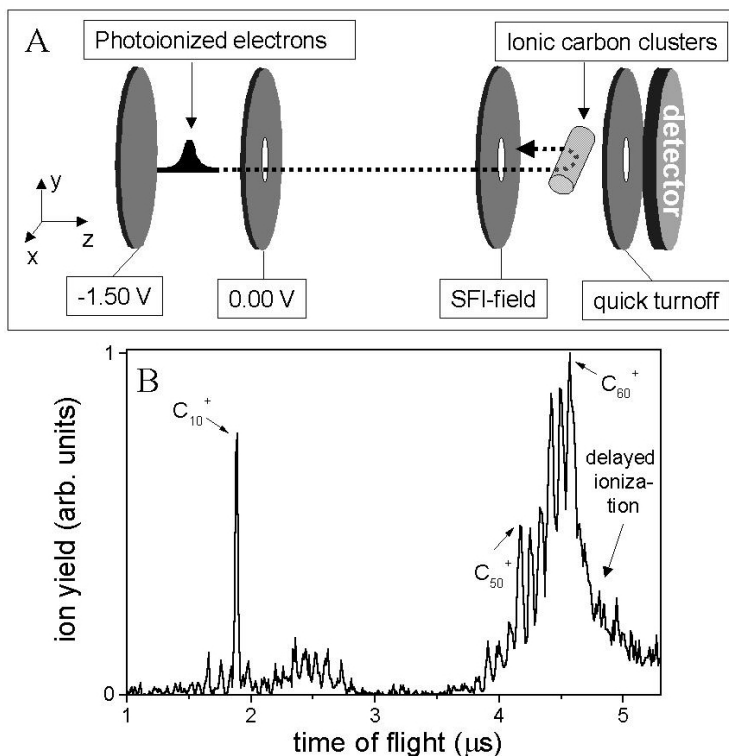 A
Photoionized electrons
Ionic carbon clusters
detector
y
z
x
-1.50 V
0.00 V
SFI-field
quick turnoff
B
1
0
ion yield (arb. units)
C₁₀⁺
C₅₀⁺
C₆₀⁺
delayed
ioniza-
tion
1 2 3 4 5
time of flight (μs)